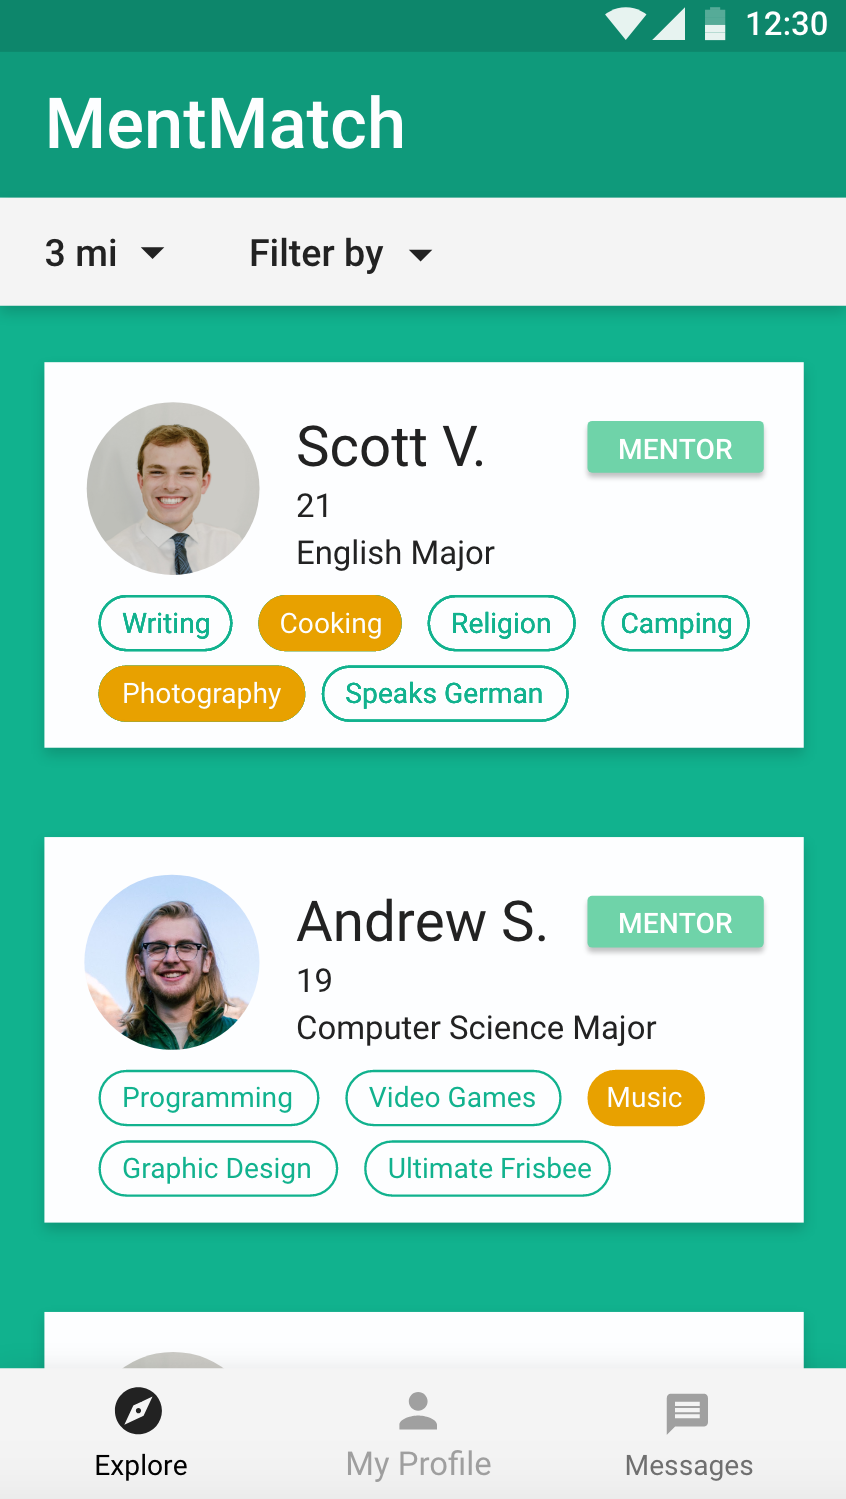 12:30
MentMatch
3 mi Filter by
Scott V. MENTOR
21
English Major
Writing Cooking Religion Camping
Photography Speaks German
Andrew S. MENTOR
19
Computer Science Major
Programming Video Games Music
Graphic Design Ultimate Frisbee
Explore My Profile Messages